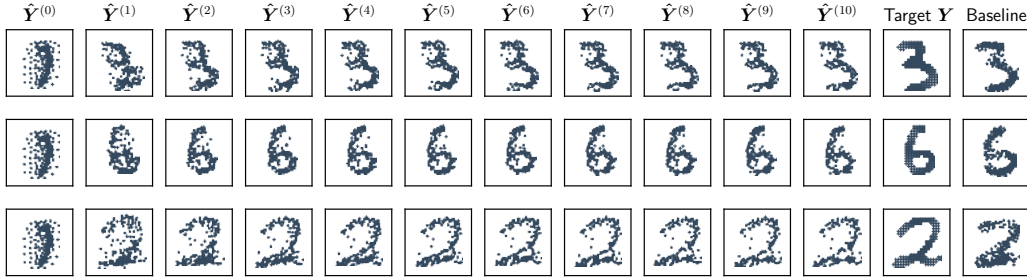 Ŷ⁽⁰⁾ Ŷ⁽¹⁾ Ŷ⁽²⁾ Ŷ⁽³⁾ Ŷ⁽⁴⁾ Ŷ⁽⁵⁾ Ŷ⁽⁶⁾ Ŷ⁽⁷⁾ Ŷ⁽⁸⁾ Ŷ⁽⁹⁾ Ŷ⁽¹⁰⁾ Target Y Baseline